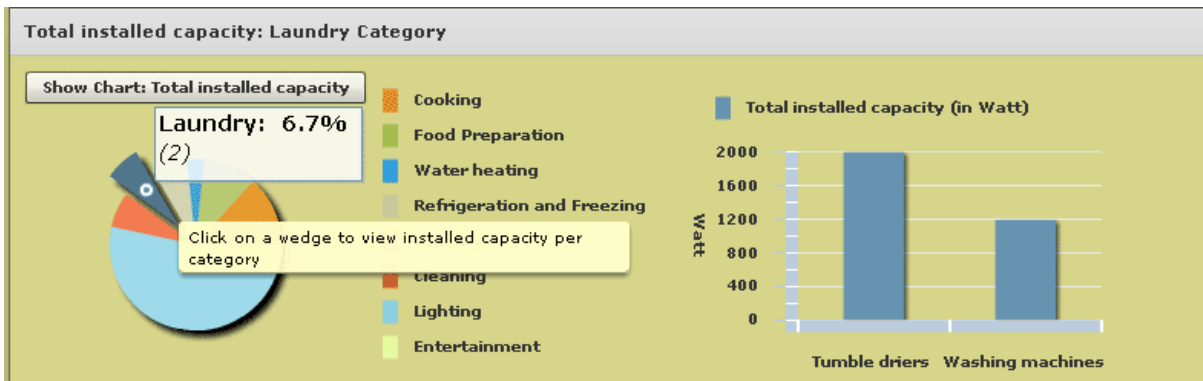 Total installed capacity: Laundry Category
Show Chart: Total installed capacity
Laundry: 6.7%
(2)
Cooking
Food Preparation
Water heating
Refrigeration and Freezing
Click on a wedge to view installed capacity per
category
Cleaning
Lighting
Entertainment
Total installed capacity (in Watt)
Watt
2000
1600
1200
800
400
0
Tumble driers Washing machines